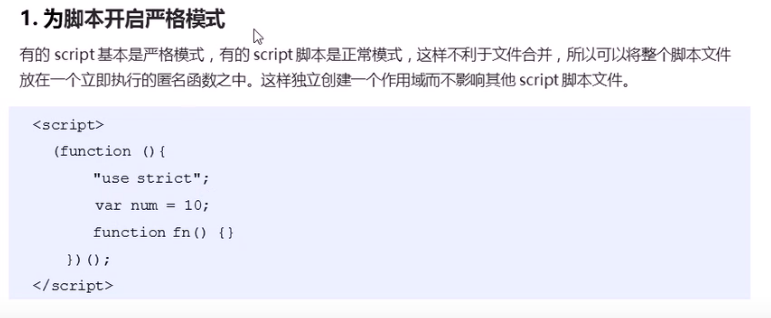 1. 为脚本开启严格模式
有的 script 基本是严格模式，有的 script 脚本是正常模式，这样不利于文件合并，所以可以将整个脚本文件
放在一个立即执行的匿名函数之中。这样独立创建一个作用域而不影响其他 script 脚本文件。
<script>
(function (){
"use strict";
var num = 10;
function fn() {}
})();
</script>